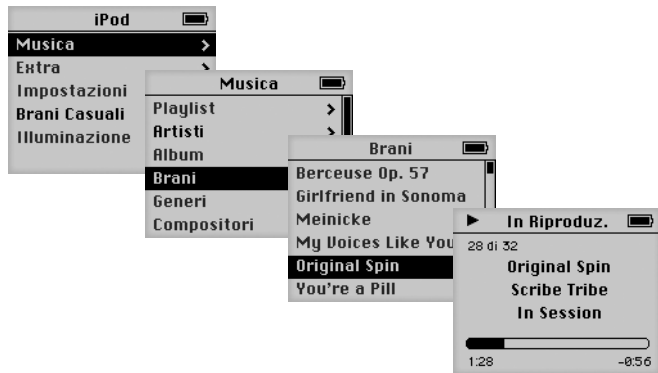 iPod
Musica
Extra
Impostazioni
Brani Casuali
Illuminazione
Musica
Playlist
Artisti
Album
Brani
Generi
Compositori
Brani
Berceuse Op. 57
Girlfriend in Sonoma
Meinicke
My Voices Like You
Original Spin
You're a Pill
In Riproduz.
28 di 32
Original Spin
Scribe Tribe
In Session
1:28 -0:56